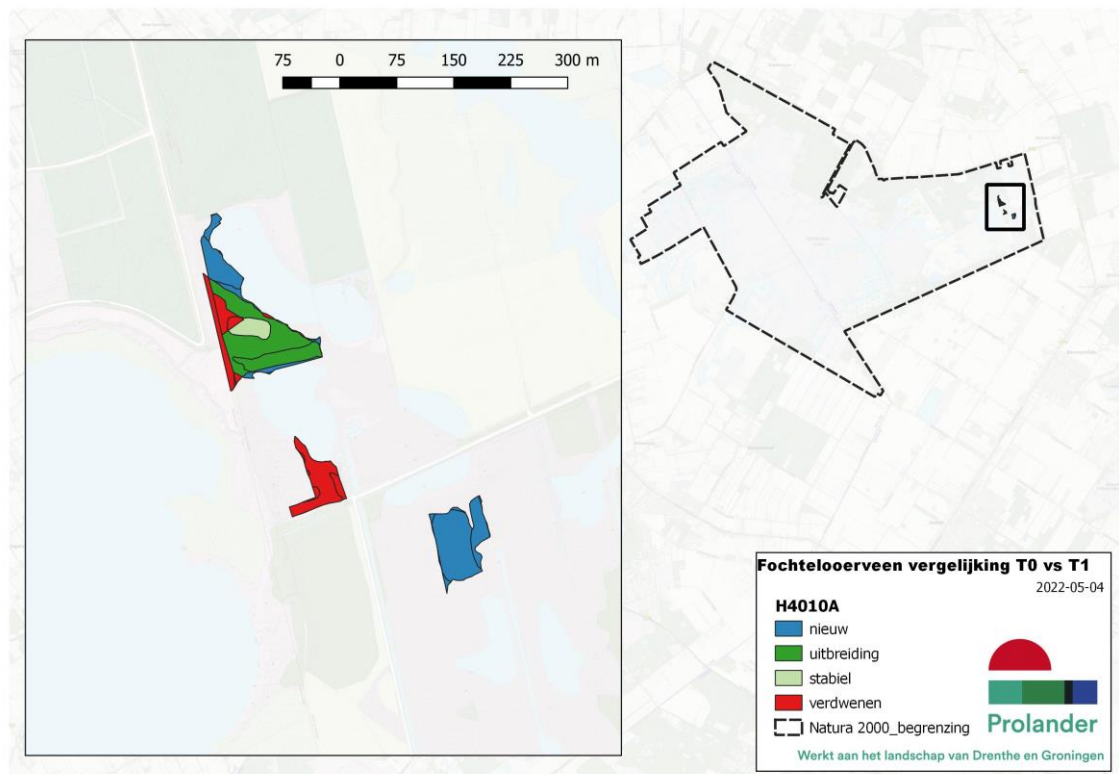 75 0 75 150 225 300 m
Fochtelooerveen vergelijking T0 vs T1
2022-05-04
H4010A
nieuw
uitbreiding
stabiel
verdwenen
Natura 2000_begrenzing
Prolander
Werkt aan het landschap van Drenthe en Groningen